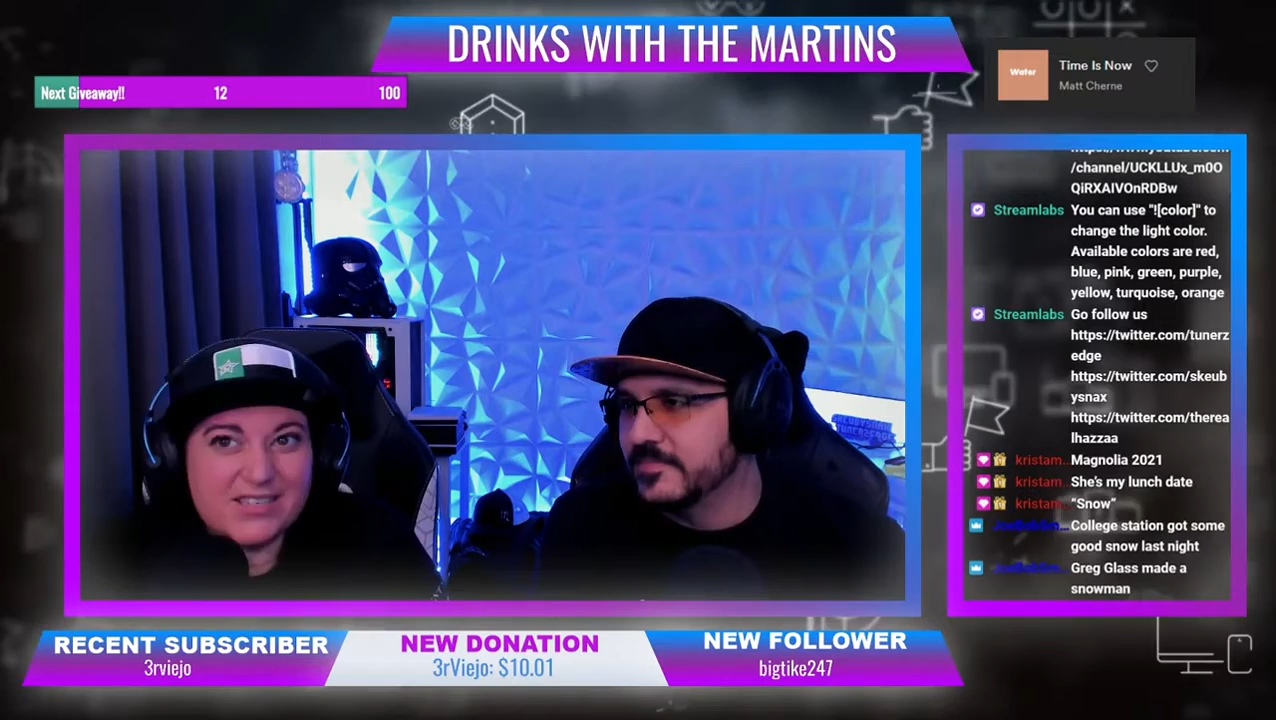 DRINKS WITH THE MARTINS
Next Giveaway!! 12 100
Water
Time Is Now
Matt Cherne
/channel/UCKLLUx_m0O
QiRXAIVOnRDBw
Streamlabs You can use "![color]" to
change the light color.
Available colors are red,
blue, pink, green, purple,
yellow, turquoise, orange
Streamlabs Go follow us
https://twitter.com/tunerz
edge
https://twitter.com/skeub
ysnax
https://twitter.com/therea
lhazzaa
kristam... Magnolia 2021
kristam... She's my lunch date
kristam... “Snow”
College station got some
good snow last night
Greg Glass made a
snowman
RECENT SUBSCRIBER
3rviejo
NEW DONATION
3rViejo: $10.01
NEW FOLLOWER
bigtike247